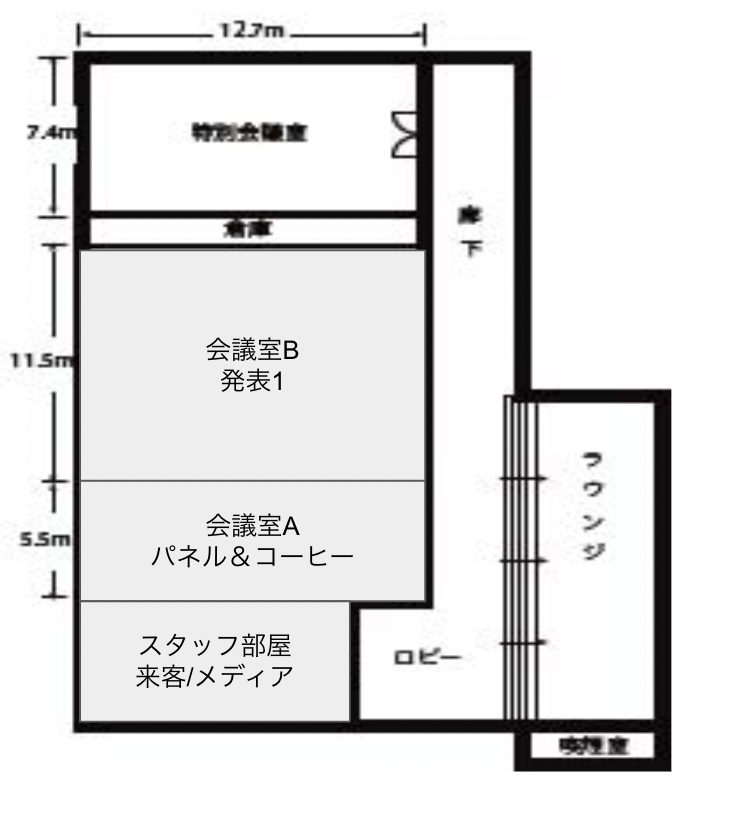 12.7m
7.4m
特別会議室
倉庫
廊
下
会議室B
発表1
11.5m
ラ
ウ
ン
ジ
会議室A
パネル＆コーヒー
5.5m
スタッフ部屋
来客/メディア
ロビー
喫煙室